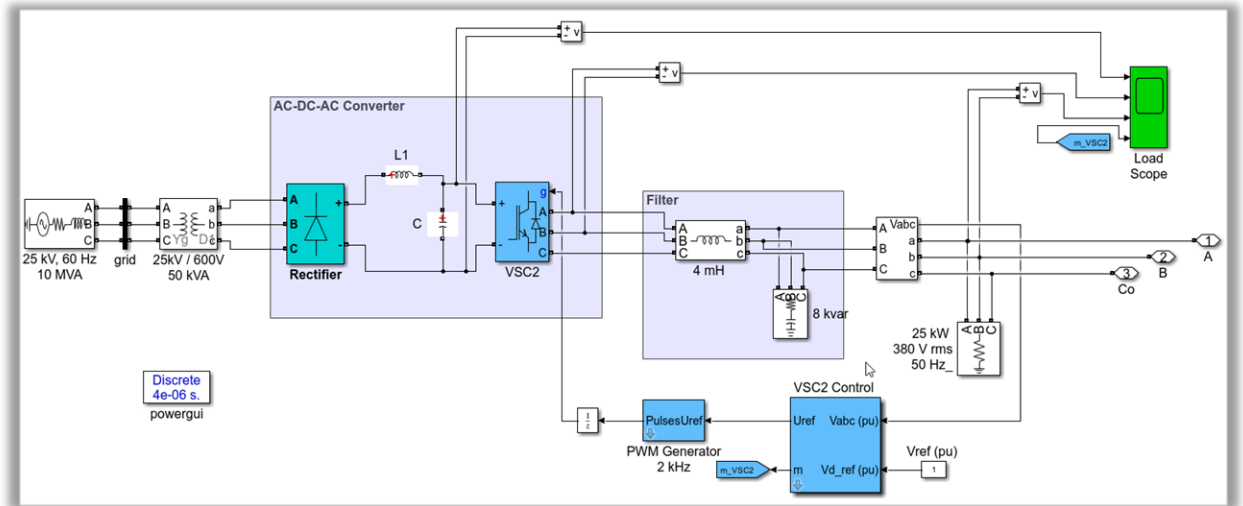 + v
-
+ v
-
+ v
-
AC-DC-AC Converter
m_VSC2
Load
Scope
L1
C
+
-
g
A
B
C
+
-
VSC2
A
B
C
Rectifier
A
B
C
25 kV, 60 Hz
10 MVA
grid
A
B
C
a
b
c
Yg
25kV / 600V
50 kVA
Filter
A
B
C
a
b
c
4 mH
A B C
8 kvar
Vabc
A
B
C
a
b
c
1
A
2
B
3
Co
A B C
25 kW
380 V rms
50 Hz_
Discrete
4e-06 s.
powergui
1
z
Pulses Uref
PWM Generator
2 kHz
VSC2 Control
Uref
Vabc (pu)
m
Vd_ref (pu)
m_VSC2
Vref (pu)
1